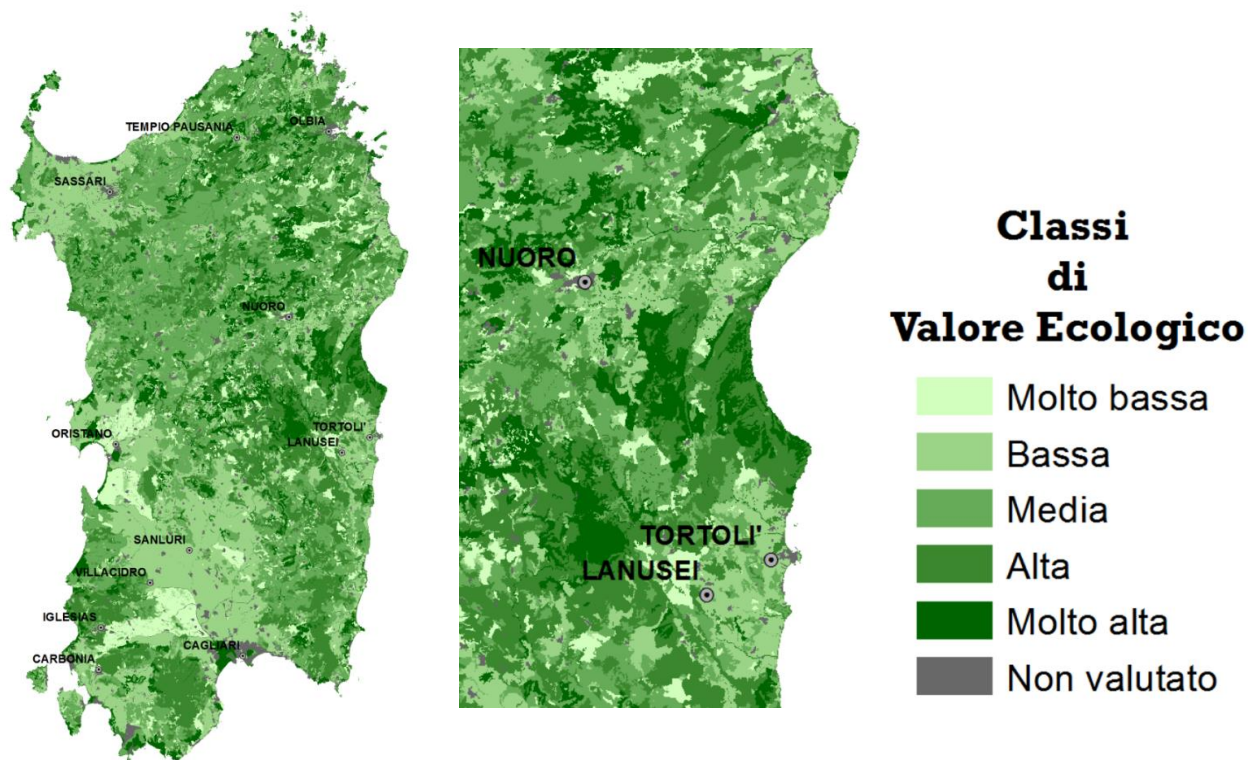 TEMPIO PAUSANIA
OLBIA
SASSARI
NUORO
ORISTANO
TORTOLI'
LANUSEI
SANLURI
VILLACIDRO
IGLESIAS
CAGLIARI
CARBONIA
NUORO
TORTOLI'
LANUSEI
Classi
di
Valore Ecologico
Molto bassa
Bassa
Media
Alta
Molto alta
Non valutato